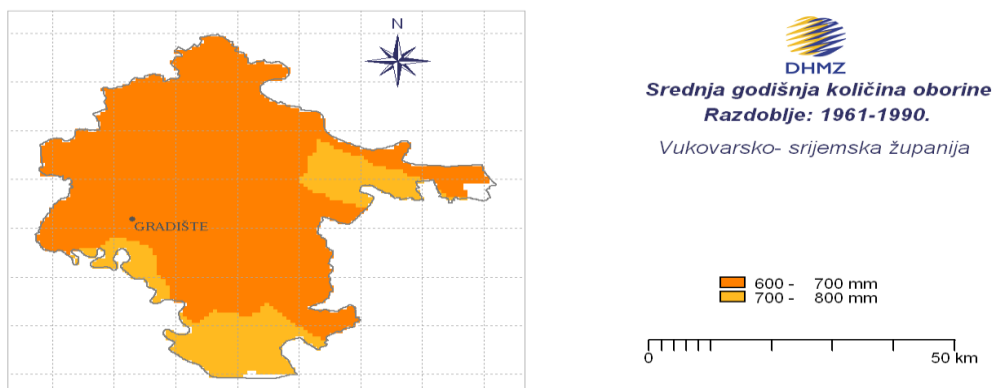 N
GRADIŠTE
DHMZ
Srednja godišnja količina oborine
Razdoblje: 1961-1990.
Vukovarsko- srijemska županija
600 - 700 mm
700 - 800 mm
0 50 km